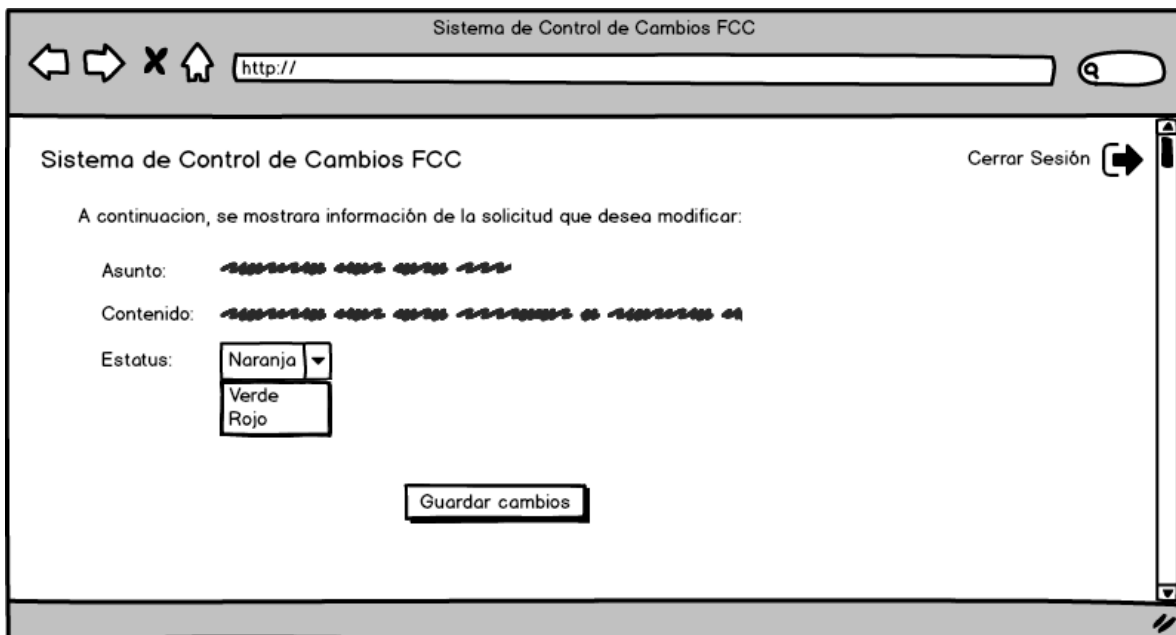 Sistema de Control de Cambios FCC
http://
Sistema de Control de Cambios FCC
Cerrar Sesión
A continuacion, se mostrara información de la solicitud que desea modificar:
Asunto:
Contenido:
Estatus: Naranja
Verde
Rojo
Guardar cambios